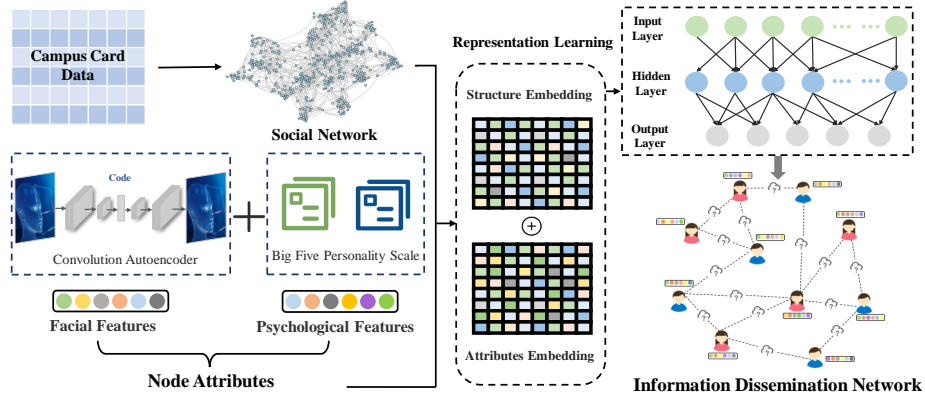 Campus Card
Data
Social Network
Code
Convolution Autoencoder
Big Five Personality Scale
Facial Features
Psychological Features
Node Attributes
Representation Learning
Structure Embedding
Attributes Embedding
Input
Layer
Hidden
Layer
Output
Layer
?
?
?
?
?
?
?
?
?
?
?
?
?
Information Dissemination Network